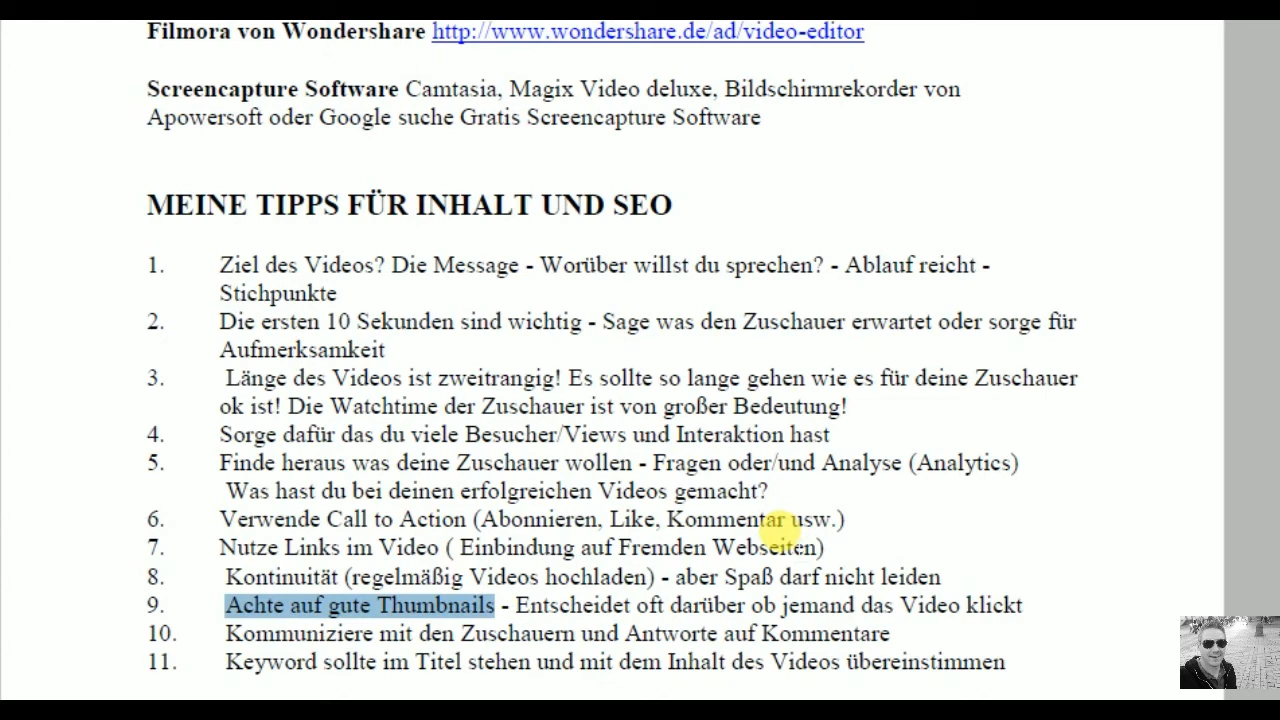 Filmora von Wondershare http://www.wondershare.de/ad/video-editor
Screencapture Software Camtasia, Magix Video deluxe, Bildschirmrekorder von
Apowersoft oder Google suche Gratis Screencapture Software
MEINE TIPPS FÜR INHALT UND SEO
1. Ziel des Videos? Die Message - Worüber willst du sprechen? - Ablauf reicht -
Stichpunkte
2. Die ersten 10 Sekunden sind wichtig - Sage was den Zuschauer erwartet oder sorge für
Aufmerksamkeit
3. Länge des Videos ist zweitrangig! Es sollte so lange gehen wie es für deine Zuschauer
ok ist! Die Watchtime der Zuschauer ist von großer Bedeutung!
4. Sorge dafür das du viele Besucher/Views und Interaktion hast
5. Finde heraus was deine Zuschauer wollen - Fragen oder/und Analyse (Analytics)
Was hast du bei deinen erfolgreichen Videos gemacht?
6. Verwende Call to Action (Abonnieren, Like, Kommentar usw.)
7. Nutze Links im Video ( Einbindung auf Fremden Webseiten)
8. Kontinuität (regelmäßig Videos hochladen) - aber Spaß darf nicht leiden
9. Achte auf gute Thumbnails - Entscheidet oft darüber ob jemand das Video klickt
10. Kommuniziere mit den Zuschauern und Antworte auf Kommentare
11. Keyword sollte im Titel stehen und mit dem Inhalt des Videos übereinstimmen